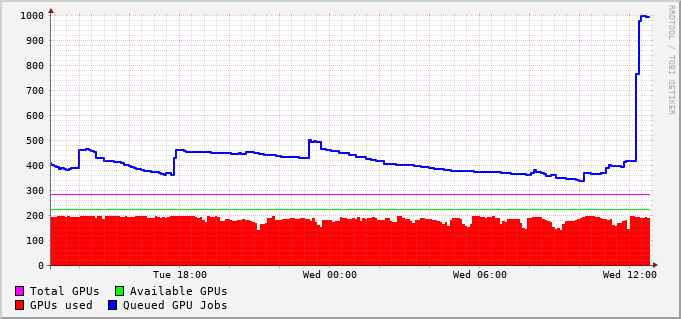 1000
900
800
700
600
500
400
300
200
100
0
Tue 18:00 Wed 00:00 Wed 06:00 Wed 12:00
Total GPUs Available GPUs
GPUs used Queued GPU Jobs
RRDTOOL / TOBI OETIKER